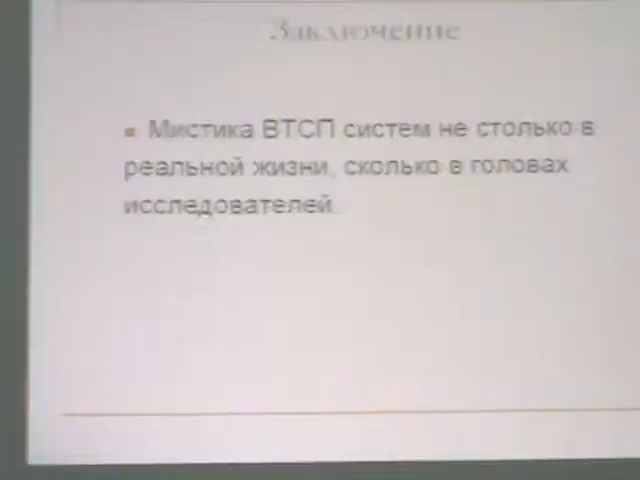 Заключение
Мистика ВТСП систем не столько в
реальной жизни, сколько в головах
исследователей.